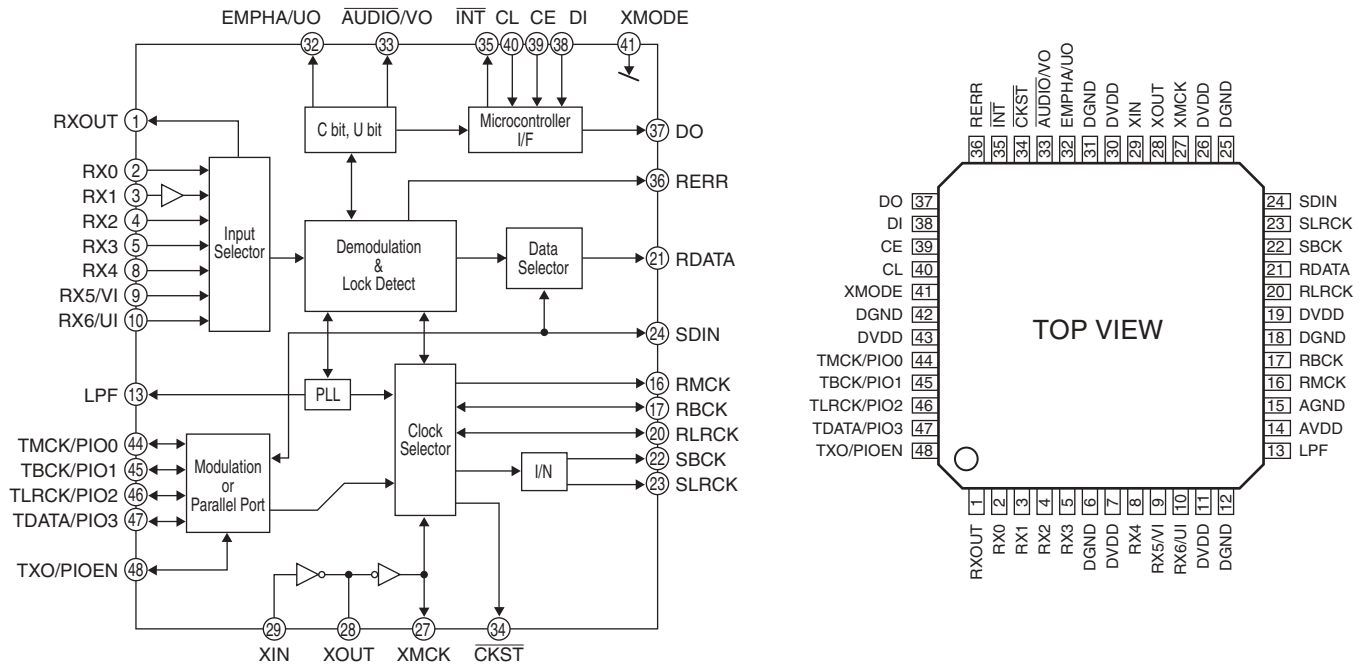 EMPHA/UO AUDIO/VO INT CL CE DI XMODE
32 33 35 40 39 38 41
RXOUT 1
C bit, U bit
Microcontroller
I/F
37 DO
RX0 2
RX1 3
RX2 4
RX3 5
RX4 8
RX5/VI 9
RX6/UI 10
Input
Selector
36 RERR
Demodulation
&
Lock Detect
Data
Selector
21 RDATA
24 SDIN
LPF 13
PLL
Clock
Selector
16 RMCK
17 RBCK
20 RLRCK
22 SBCK
23 SLRCK
I/N
TMCK/PIO0 44
TBCK/PIO1 45
TLRCK/PIO2 46
TDATA/PIO3 47
TXO/PIOEN 48
Modulation
or
Parallel Port
29 28 27 34
XIN XOUT XMCK CKST
RERR INT CKST AUDIO/VO EMPHA/UO DGND DVDD XIN XOUT XMCK DVDD DGND
36 35 34 33 32 31 30 29 28 27 26 25
DO 37
DI 38
CE 39
CL 40
XMODE 41
DGND 42
DVDD 43
TMCK/PIO0 44
TBCK/PIO1 45
TLRCK/PIO2 46
TDATA/PIO3 47
TXO/PIOEN 48
TOP VIEW
24 SDIN
23 SLRCK
22 SBCK
21 RDATA
20 RLRCK
19 DVDD
18 DGND
17 RBCK
16 RMCK
15 AGND
14 AVDD
13 LPF
1 2 3 4 5 6 7 8 9 10 11 12
RXOUT RX0 RX1 RX2 RX3 DGND DVDD RX4 RX5/VI RX6/UI DVDD DGND